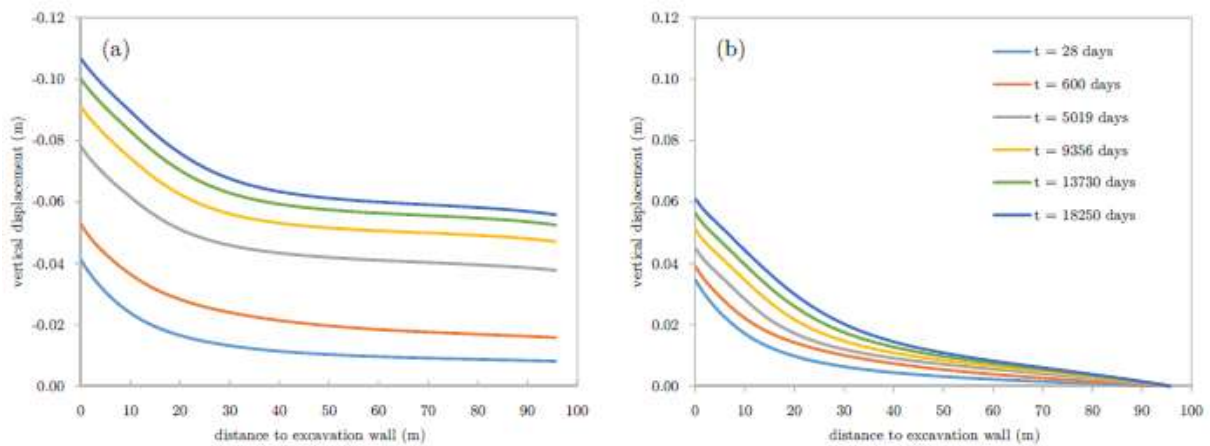 (a)
vertical displacement (m)
-0.12
-0.10
-0.08
-0.06
-0.04
-0.02
0.00
0 10 20 30 40 50 60 70 80 90 100
distance to excavation wall (m)
(b)
vertical displacement (m)
0.12
0.10
0.08
0.06
0.04
0.02
0.00
t = 28 days
t = 600 days
t = 5019 days
t = 9356 days
t = 13730 days
t = 18250 days
0 10 20 30 40 50 60 70 80 90 100
distance to excavation wall (m)